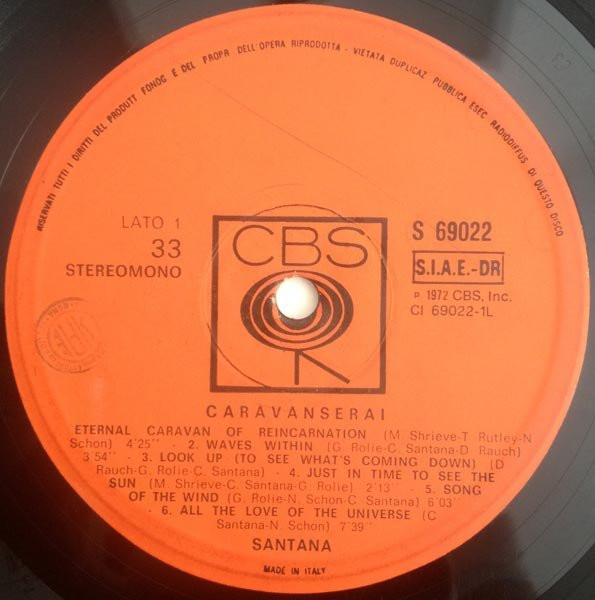 RISERVATI TUTTI I DIRITTI DEL PRODUTT FONOG E DEL PROPR DELL'OPERA RIPRODOTTA - VIETATA DUPLICAZ PUBBLICA ESEC RADIODIFFUS DI QUESTO DISCO
LATO 1
33
STEREOMONO
CBS
S 69022
S.I.A.E.-DR
℗ 1972 CBS, Inc.
CI 69022-1L
CARAVANSERAI
ETERNAL CARAVAN OF REINCARNATION (M. Shrieve-T Rutley-N
Schon) 4'25'' - 2. WAVES WITHIN (G. Rolie-C. Santana-D Rauch)
3'54'' - 3. LOOK UP (TO SEE WHAT'S COMING DOWN) (D
Rauch-G. Rolie-C. Santana) - 4. JUST IN TIME TO SEE THE
SUN (M. Shrieve-C. Santana-G. Rolie) 2'13'' - 5. SONG
OF THE WIND (G. Rolie-N. Schon-C. Santana) 6'03''
- 6. ALL THE LOVE OF THE UNIVERSE (C
Santana-N. Schon) 7'39''
SANTANA
MADE IN ITALY